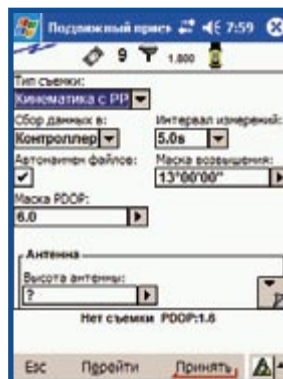 Подвижный прием 7:59
9 1.800
Тип съемки:
Кинематика с PP
Сбор данных в: Интервал измерений:
Контроллер 5.0s
Автоимен файлов: Маска возвышения:
13°00'00"
Маска PDOP:
6.0
Антенна
Высота антенны:
?
Нет съемки PDOP:1.6
Esc Перейти Принять